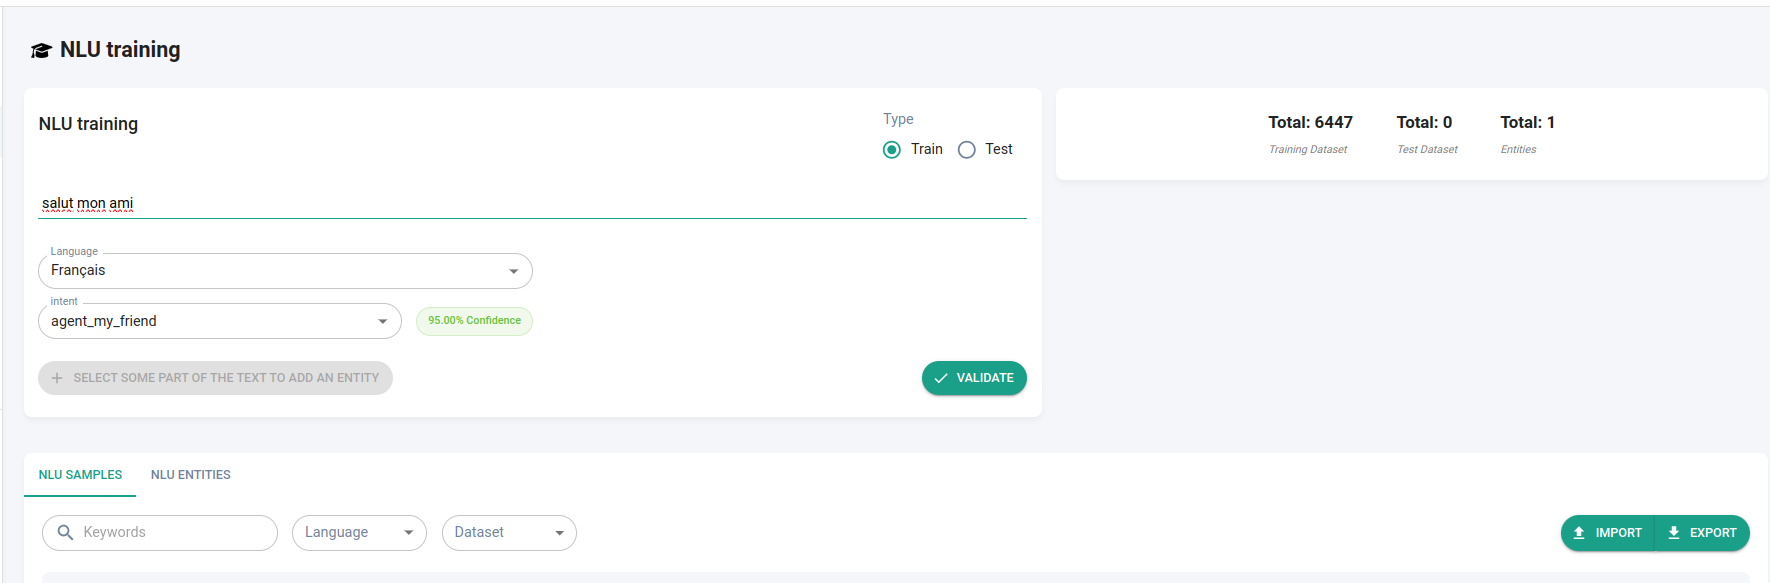 NLU training
NLU training
Type
Train
Test
salut mon ami
Language
Français
intent
agent_my_friend
95.00% Confidence
SELECT SOME PART OF THE TEXT TO ADD AN ENTITY
VALIDATE
Total: 6447
Training Dataset
Total: 0
Test Dataset
Total: 1
Entities
NLU SAMPLES
NLU ENTITIES
Keywords
Language
Dataset
IMPORT
EXPORT